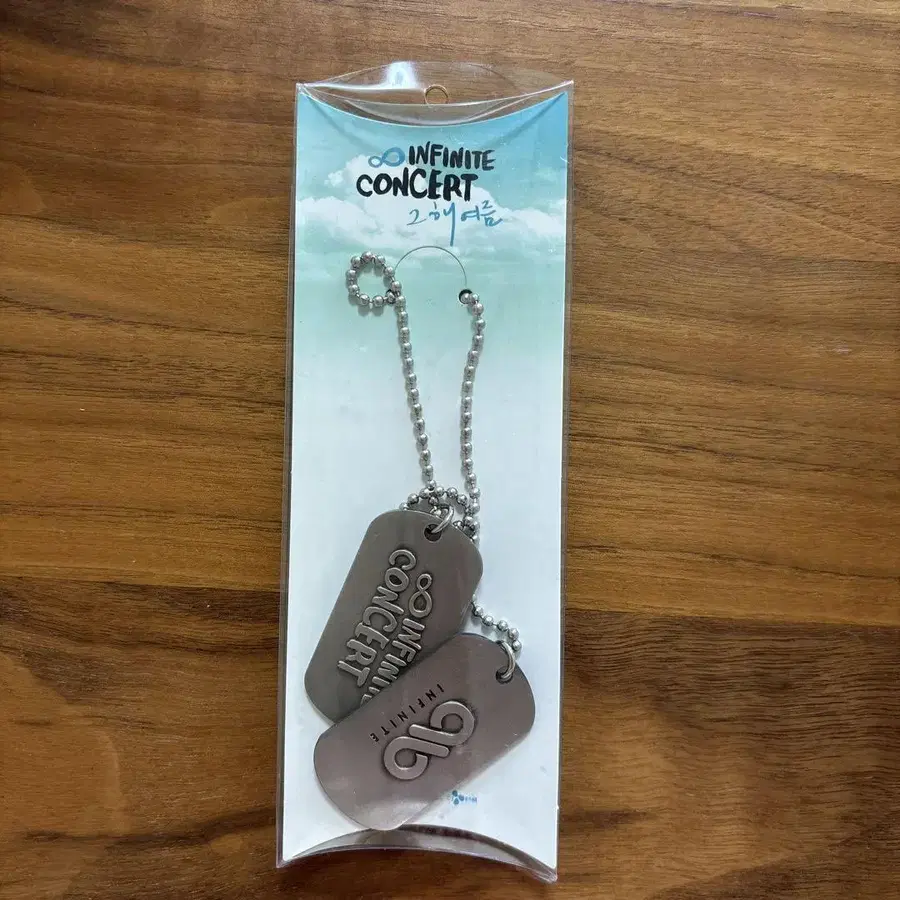 ∞ INFINITE
CONCERT
그해여름
∞ INFINITE
CONCERT
INFINITE